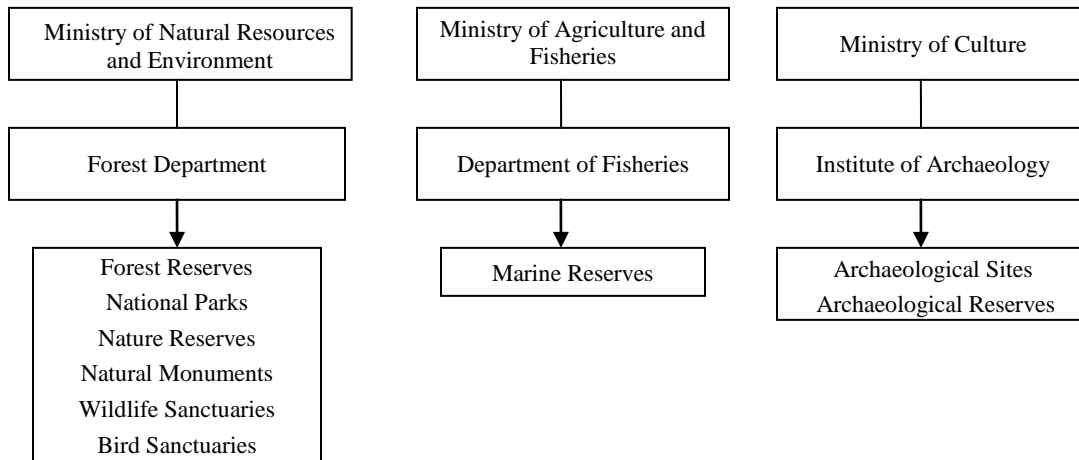 Ministry of Natural Resources
and Environment
Forest Department
Forest Reserves
National Parks
Nature Reserves
Natural Monuments
Wildlife Sanctuaries
Bird Sanctuaries
Ministry of Agriculture and
Fisheries
Department of Fisheries
Marine Reserves
Ministry of Culture
Institute of Archaeology
Archaeological Sites
Archaeological Reserves